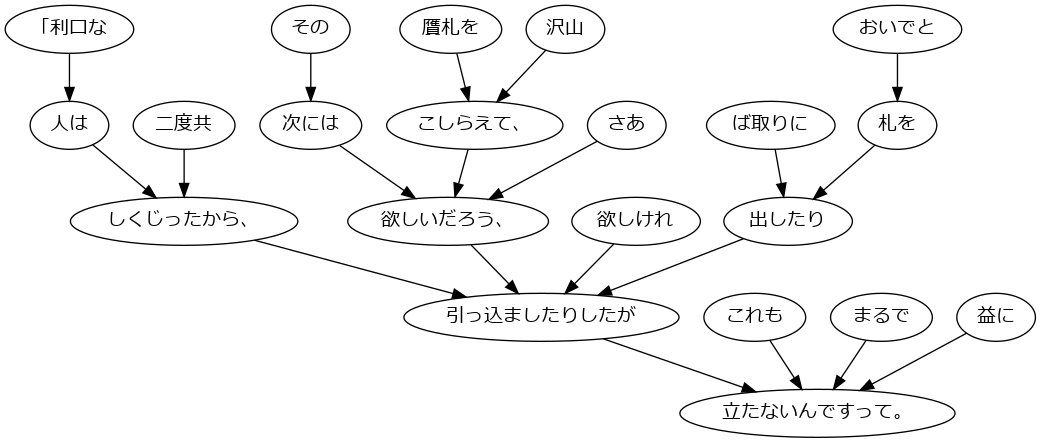 「利口な
その
贋札を
沢山
おいでと
人は
二度共
次には
こしらえて、
さあ
ば取りに
札を
しくじったから、
欲しいだろう、
欲しけれ
出したり
引っ込ましたりしたが
これも
まるで
益に
立たないんですって。